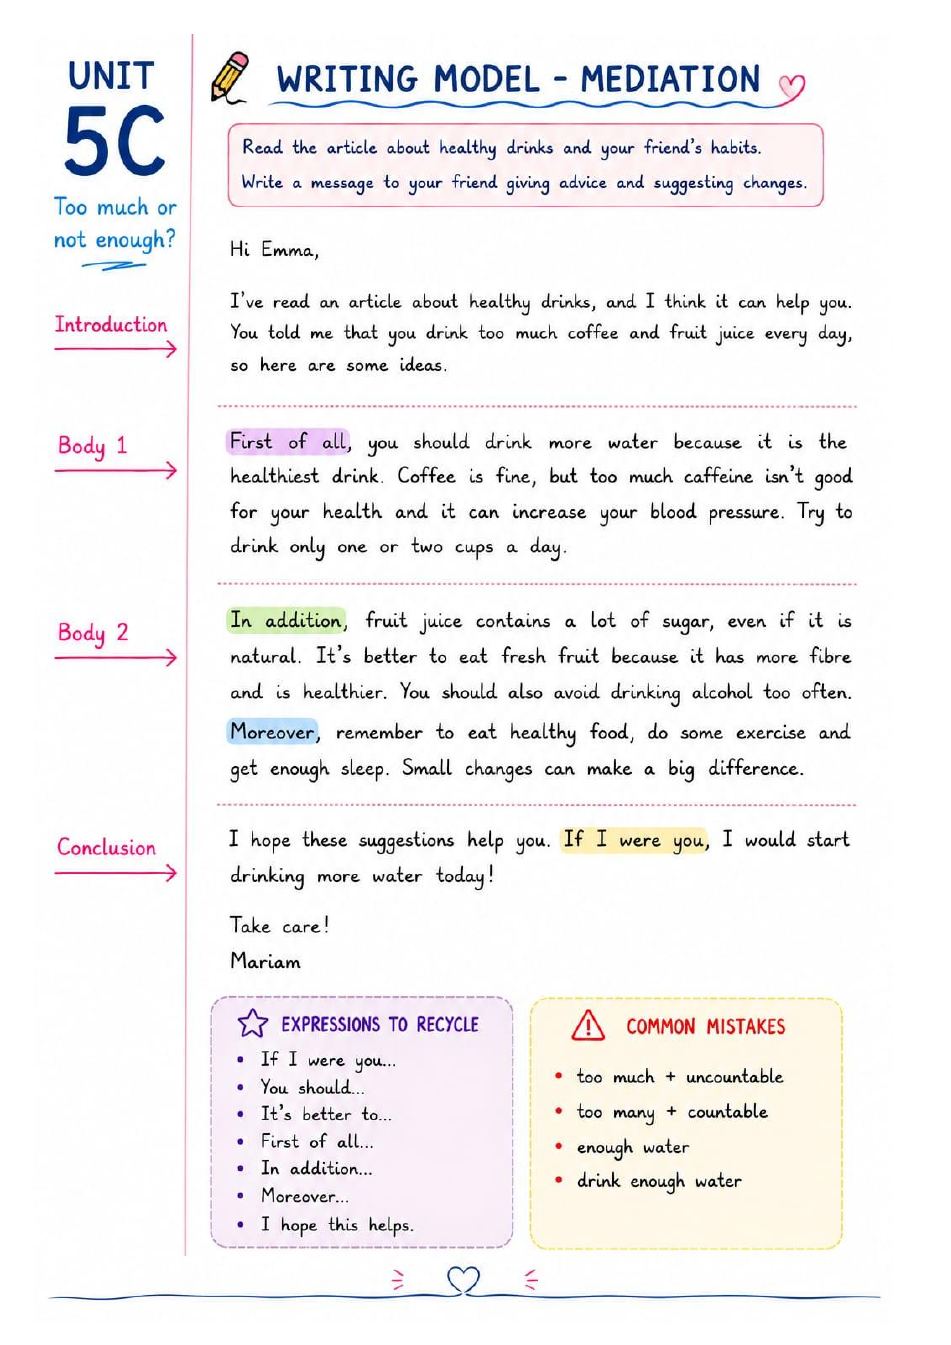 UNIT
5C
Too much or
not enough?
WRITING MODEL - MEDIATION
Read the article about healthy drinks and your friend's habits.
Write a message to your friend giving advice and suggesting changes.
Hi Emma,
Introduction
I've read an article about healthy drinks, and I think it can help you.
You told me that you drink too much coffee and fruit juice every day,
so here are some ideas.
Body 1
First of all, you should drink more water because it is the
healthiest drink. Coffee is fine, but too much caffeine isn't good
for your health and it can increase your blood pressure. Try to
drink only one or two cups a day.
Body 2
In addition, fruit juice contains a lot of sugar, even if it is
natural. It's better to eat fresh fruit because it has more fibre
and is healthier. You should also avoid drinking alcohol too often.
Moreover, remember to eat healthy food, do some exercise and
get enough sleep. Small changes can make a big difference.
Conclusion
I hope these suggestions help you. If I were you, I would start
drinking more water today!
Take care!
Mariam
EXPRESSIONS TO RECYCLE
• If I were you...
• You should...
• It's better to...
• First of all...
• In addition...
• Moreover...
• I hope this helps.
COMMON MISTAKES
• too much + uncountable
• too many + countable
• enough water
• drink enough water